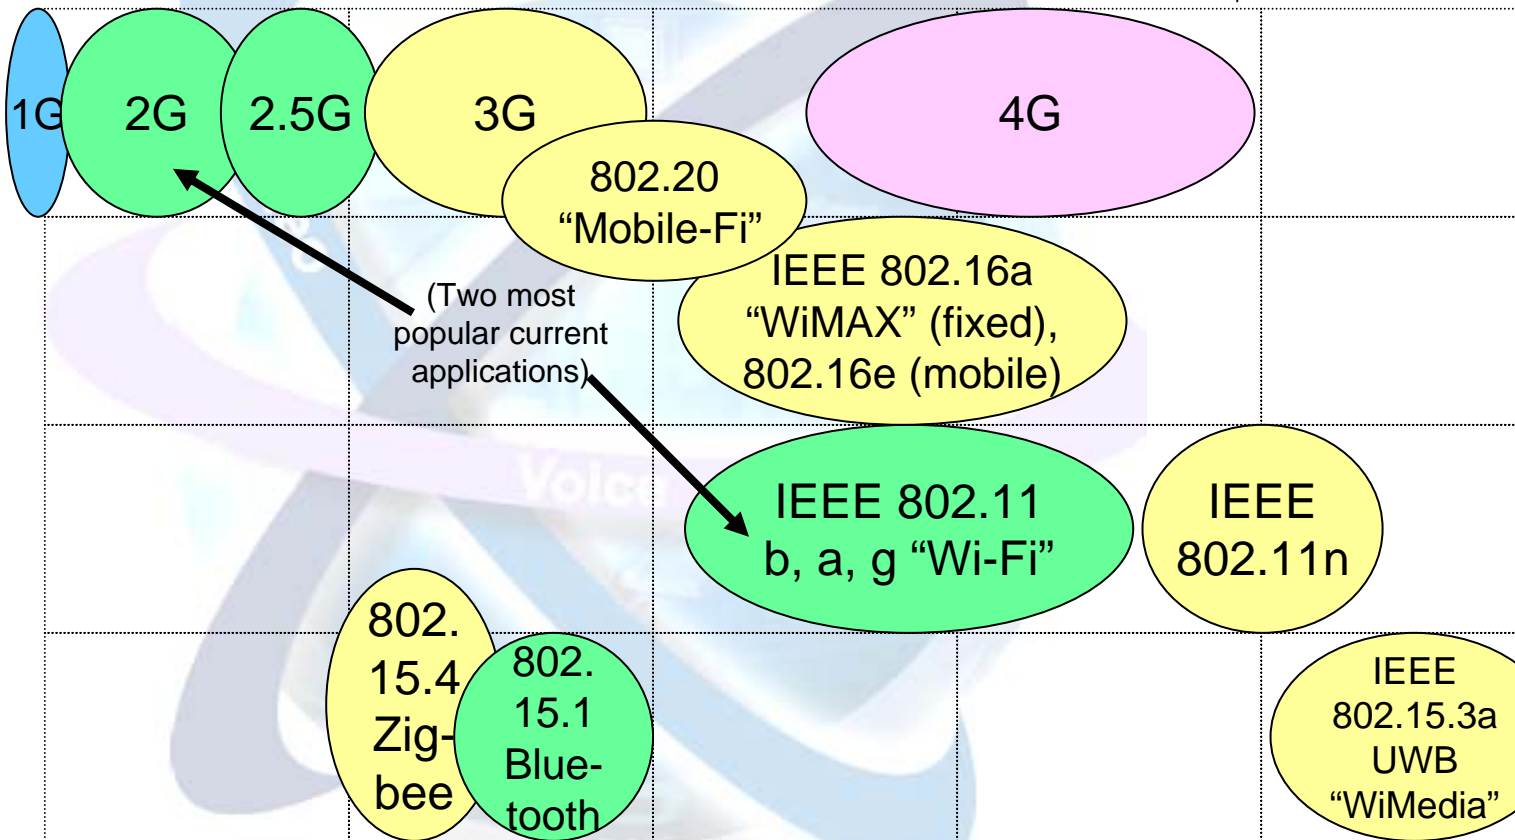 1G
2G
2.5G
3G
4G
802.20
“Mobile-Fi”
IEEE 802.16a
“WiMAX” (fixed),
802.16e (mobile)
(Two most
popular current
applications)
Voice
IEEE 802.11
b, a, g “Wi-Fi”
IEEE
802.11n
802.
15.4
Zig-
bee
802.
15.1
Blue-
tooth
IEEE
802.15.3a
UWB
“WiMedia”